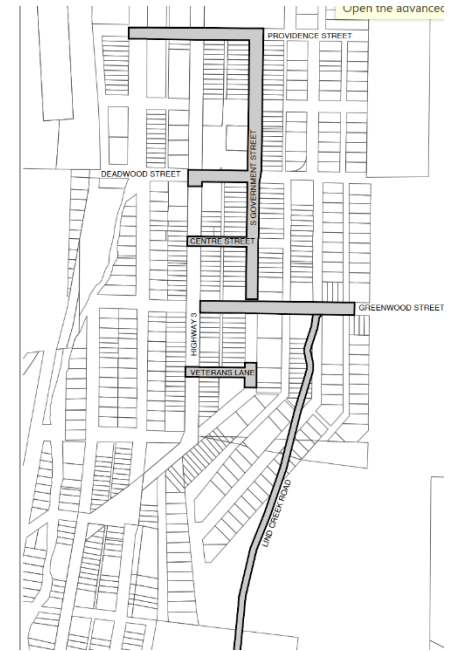 Open the advanced
PROVIDENCE STREET
S GOVERNMENT STREET
DEADWOOD STREET
CENTRE STREET
GREENWOOD STREET
HIGHWAY 3
VETERANS LANE
LIND CREEK ROAD